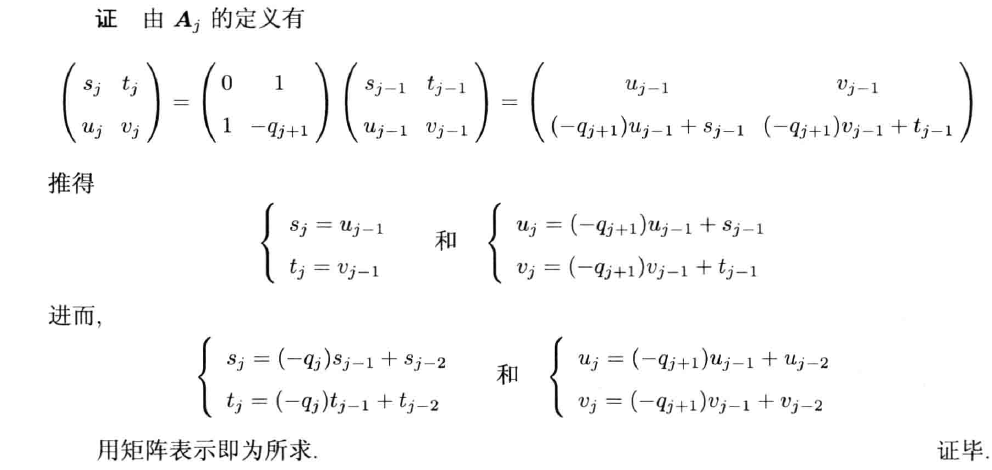 证 由 $\boldsymbol{A}_j$ 的定义有
$$\begin{pmatrix} s_j & t_j \\ u_j & v_j \end{pmatrix} = \begin{pmatrix} 0 & 1 \\ 1 & -q_{j+1} \end{pmatrix} \begin{pmatrix} s_{j-1} & t_{j-1} \\ u_{j-1} & v_{j-1} \end{pmatrix} = \begin{pmatrix} u_{j-1} & v_{j-1} \\ (-q_{j+1})u_{j-1} + s_{j-1} & (-q_{j+1})v_{j-1} + t_{j-1} \end{pmatrix}$$
推得
$$\begin{cases} s_j = u_{j-1} \\ t_j = v_{j-1} \end{cases} 和 \begin{cases} u_j = (-q_{j+1})u_{j-1} + s_{j-1} \\ v_j = (-q_{j+1})v_{j-1} + t_{j-1} \end{cases}$$
进而,
$$\begin{cases} s_j = (-q_j)s_{j-1} + s_{j-2} \\ t_j = (-q_j)t_{j-1} + t_{j-2} \end{cases} 和 \begin{cases} u_j = (-q_{j+1})u_{j-1} + u_{j-2} \\ v_j = (-q_{j+1})v_{j-1} + v_{j-2} \end{cases}$$
用矩阵表示即为所求. 证毕.